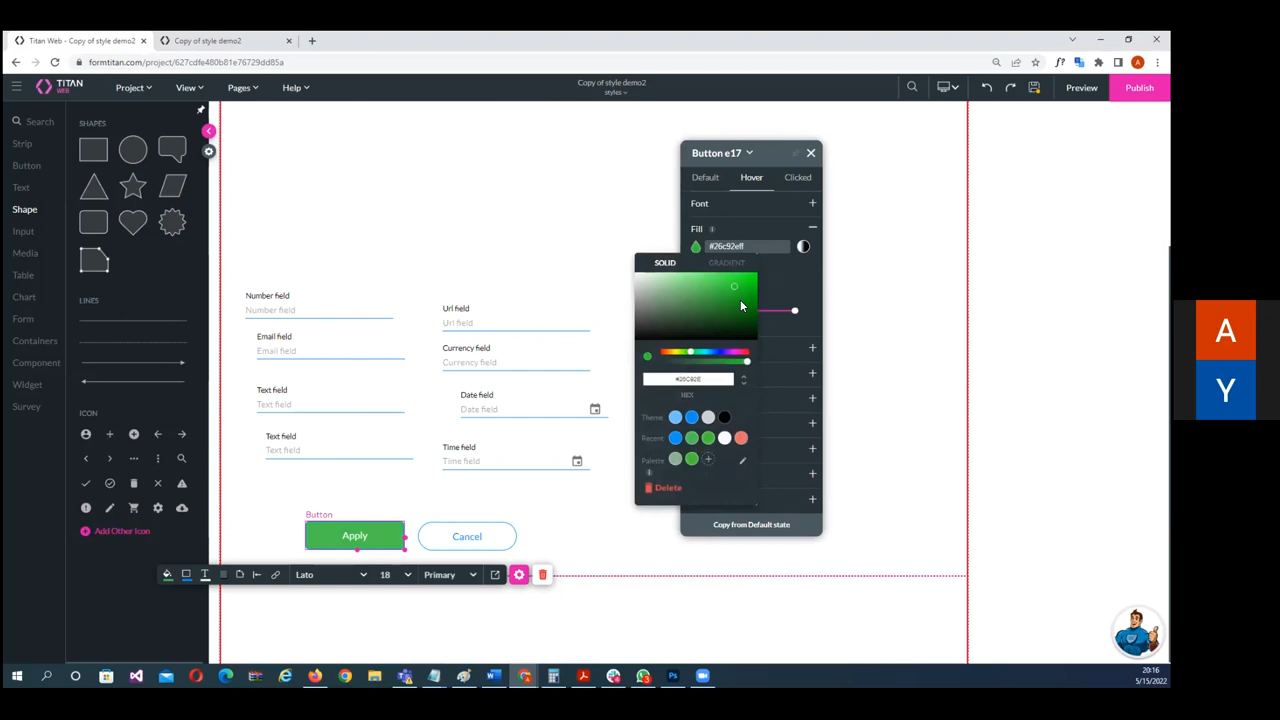 Titan Web - Copy of style demo2
Copy of style demo2
formtitan.com/project/627cdfe480b81e76729dd85a
TITAN
WEB
Project
View
Pages
Help
Copy of style demo2
styles
Preview
Publish
Search
Strip
Button
Text
Shape
Input
Media
Table
Chart
Form
Containers
Component
Widget
Survey
SHAPES
LINES
ICON
Add Other Icon
Number field
Number field
Email field
Email field
Text field
Text field
Text field
Text field
Url field
Url field
Currency field
Currency field
Date field
Date field
Time field
Time field
Button
Apply
Cancel
Lato
18
Primary
Button e17
Default
Hover
Clicked
Font
Fill
#26c92eff
SOLID
GRADIENT
#26C92E
HEX
Theme
Recent
Palette
Delete
Copy from Default state
A
Y
20:16
5/15/2022